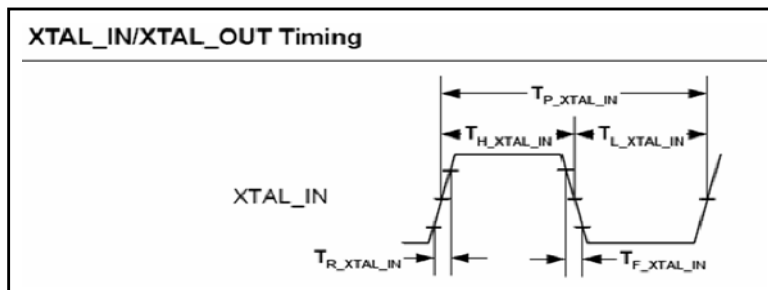 XTAL_IN/XTAL_OUT Timing
T_P_XTAL_IN
T_H_XTAL_IN
T_L_XTAL_IN
XTAL_IN
T_R_XTAL_IN
T_F_XTAL_IN